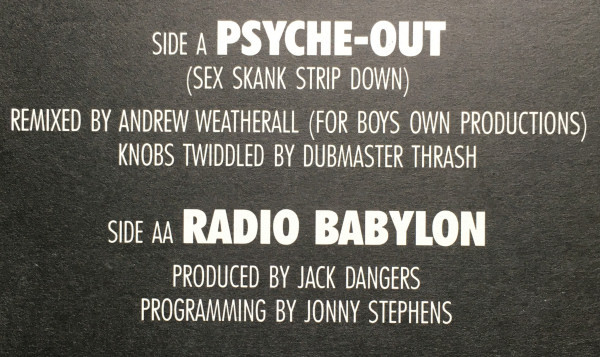 SIDE A PSYCHE-OUT
(SEX SKANK STRIP DOWN)
REMIXED BY ANDREW WEATHERALL (FOR BOYS OWN PRODUCTIONS)
KNOBS TWIDDLED BY DUBMASTER THRASH
SIDE AA RADIO BABYLON
PRODUCED BY JACK DANGERS
PROGRAMMING BY JONNY STEPHENS